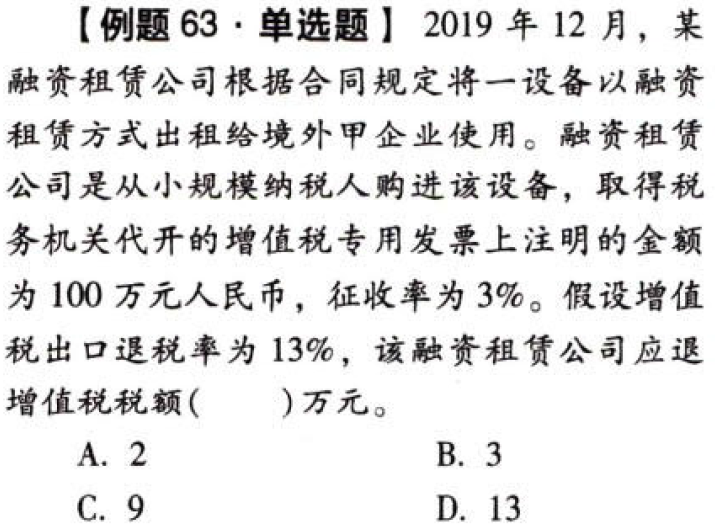 【例题 63·单选题】 2019 年 12 月，某
融资租赁公司根据合同规定将一设备以融资
租赁方式出租给境外甲企业使用。融资租赁
公司是从小规模纳税人购进该设备，取得税
务机关代开的增值税专用发票上注明的金额
为 100 万元人民币，征收率为 3%。假设增值
税出口退税率为 13%，该融资租赁公司应退
增值税税额(　　)万元。
A. 2　　B. 3
C. 9　　D. 13